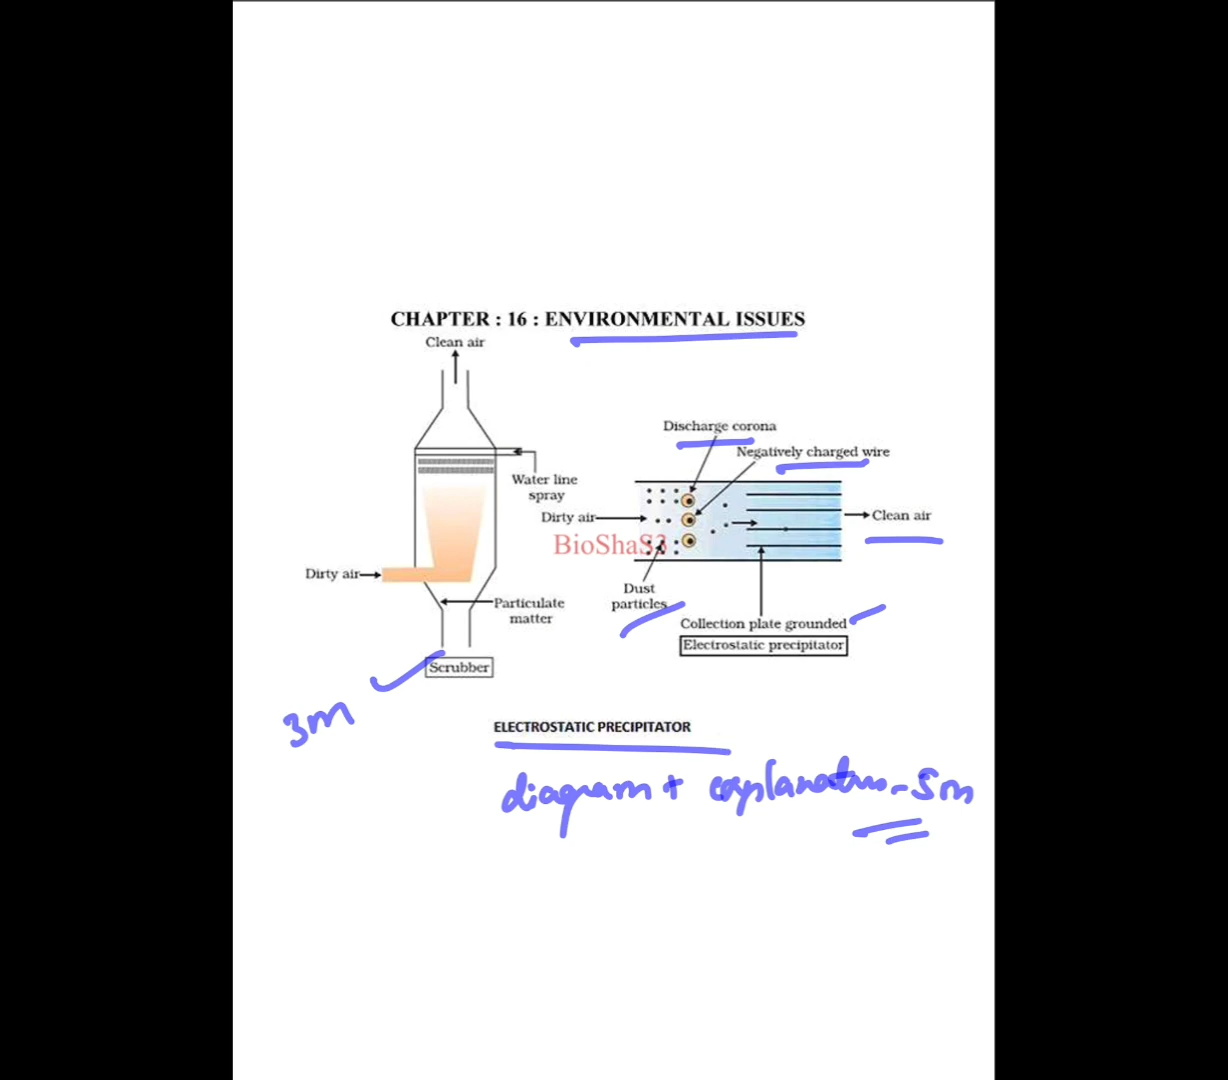 CHAPTER : 16 : ENVIRONMENTAL ISSUES
Clean air
Water line
spray
Dirty air
Particulate
matter
Scrubber
Discharge corona
Negatively charged wire
Dirty air
Clean air
BioShaS3
Dust
particles
Collection plate grounded
Electrostatic precipitator
3m
ELECTROSTATIC PRECIPITATOR
diagram + explanation - 5m